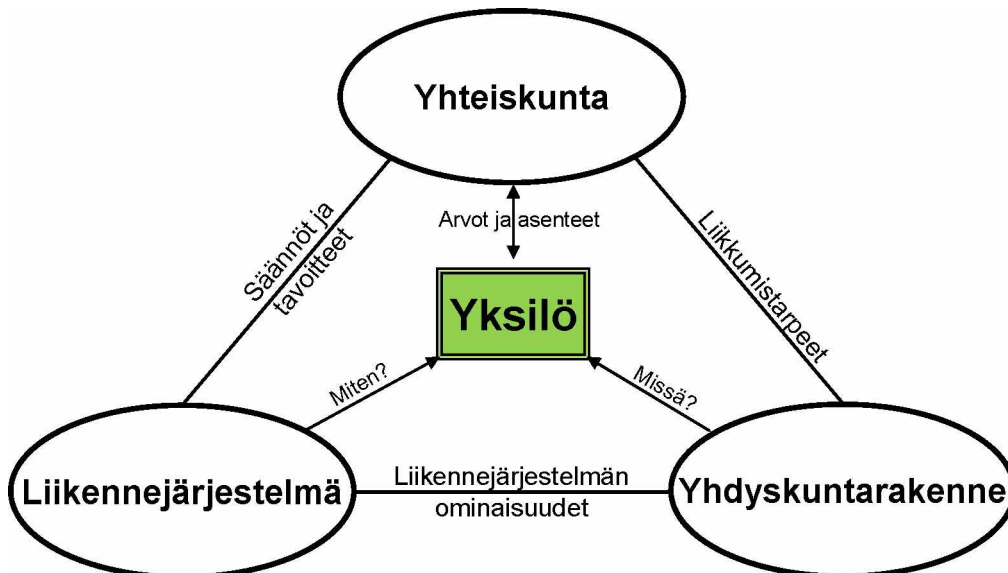 Yhteiskunta
Säännöt ja
tavoitteet
Arvot ja asenteet
Liikkumistarpeet
Yksilö
Miten?
Missä?
Liikennejärjestelmä
Liikennejärjestelmän
ominaisuudet
Yhdyskuntarakenne